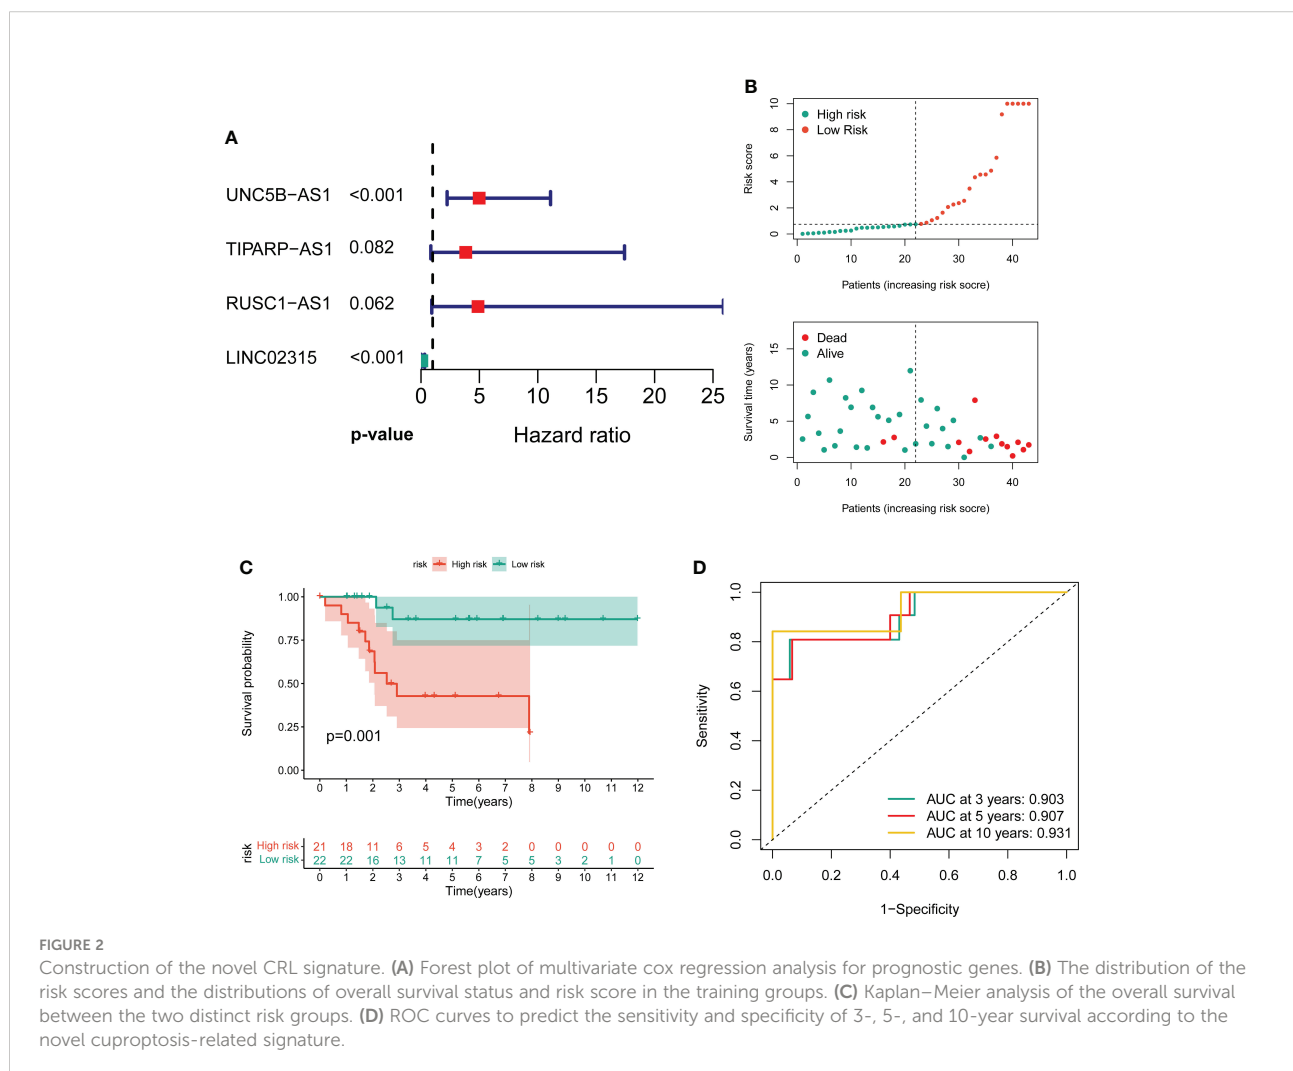 A
UNC5B−AS1 <0.001
TIPARP−AS1 0.082
RUSC1−AS1 0.062
LINC02315 <0.001
0 5 10 15 20 25
p-value Hazard ratio
B
High risk
Low Risk
Risk score
10
8
6
4
2
0
0 10 20 30 40
Patients (increasing risk socre)
Dead
Alive
Survival time (years)
15
10
5
0
0 10 20 30 40
Patients (increasing risk socre)
C
risk High risk Low risk
Survival probability
1.00
0.75
0.50
0.25
0.00
p=0.001
0 1 2 3 4 5 6 7 8 9 10 11 12
Time(years)
risk
High risk 21 18 11 6 5 4 3 2 0 0 0 0 0
Low risk 22 22 16 13 11 11 7 5 5 3 2 1 0
0 1 2 3 4 5 6 7 8 9 10 11 12
Time(years)
D
Sensitivity
1.0
0.8
0.6
0.4
0.2
0.0
AUC at 3 years: 0.903
AUC at 5 years: 0.907
AUC at 10 years: 0.931
0.0 0.2 0.4 0.6 0.8 1.0
1−Specificity
FIGURE 2
Construction of the novel CRL signature. (A) Forest plot of multivariate cox regression analysis for prognostic genes. (B) The distribution of the
risk scores and the distributions of overall survival status and risk score in the training groups. (C) Kaplan–Meier analysis of the overall survival
between the two distinct risk groups. (D) ROC curves to predict the sensitivity and specificity of 3-, 5-, and 10-year survival according to the
novel cuproptosis-related signature.